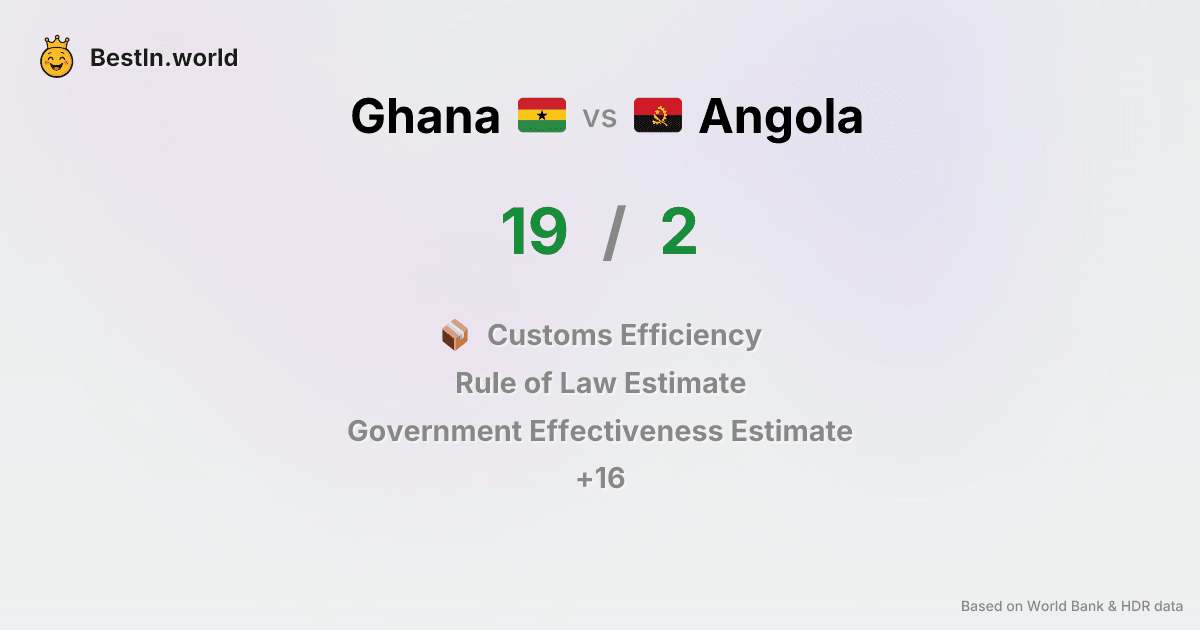 BestIn.world
Ghana vs Angola
19 / 2
Customs Efficiency
Rule of Law Estimate
Government Effectiveness Estimate
+16
Based on World Bank & HDR data